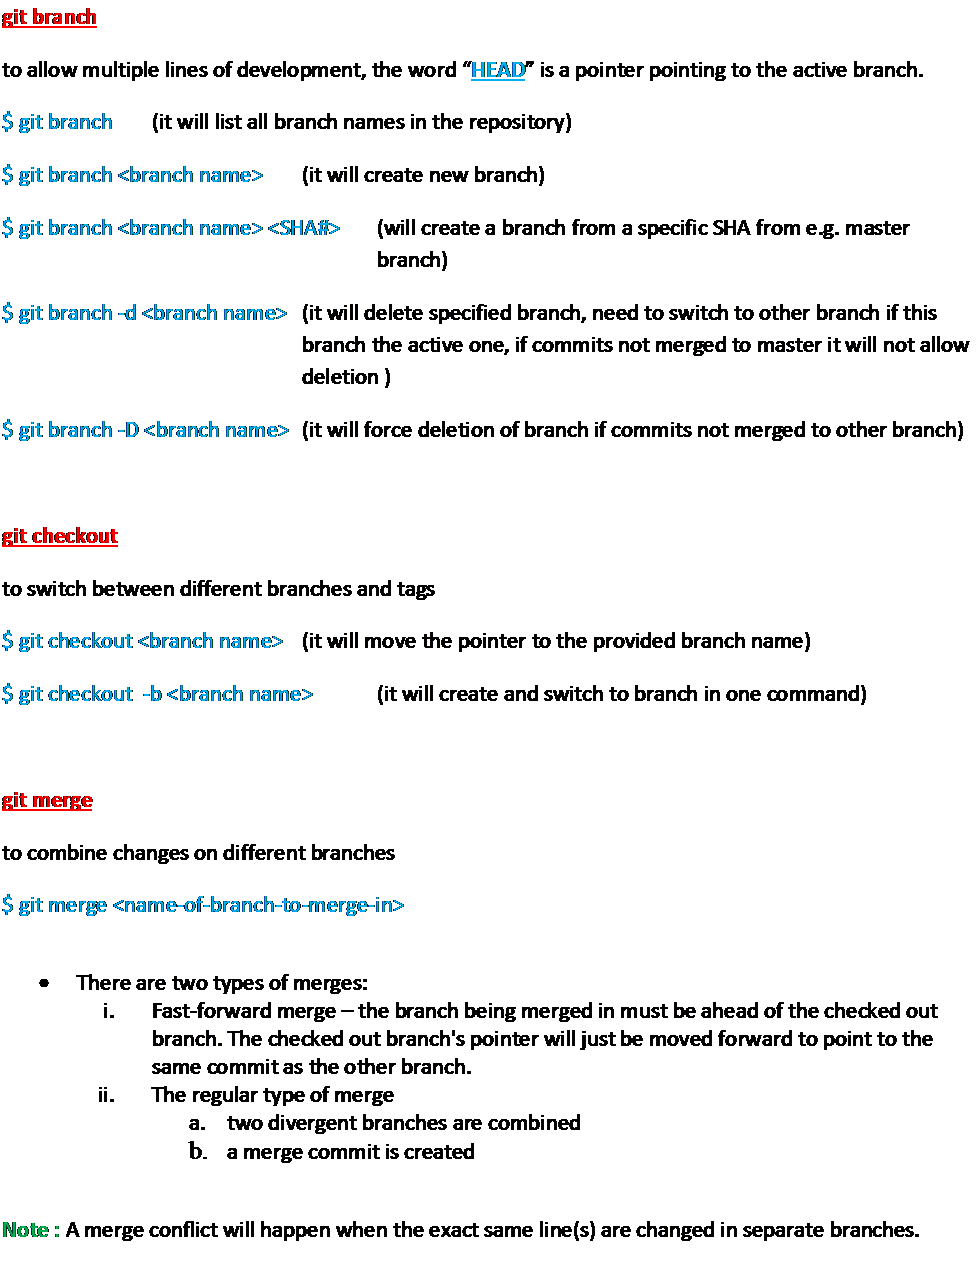 git branch
to allow multiple lines of development, the word “HEAD” is a pointer pointing to the active branch.
$ git branch (it will list all branch names in the repository)
$ git branch <branch name> (it will create new branch)
$ git branch <branch name> <SHA#> (will create a branch from a specific SHA from e.g. master
branch)
$ git branch -d <branch name> (it will delete specified branch, need to switch to other branch if this
branch the active one, if commits not merged to master it will not allow
deletion )
$ git branch -D <branch name> (it will force deletion of branch if commits not merged to other branch)
git checkout
to switch between different branches and tags
$ git checkout <branch name> (it will move the pointer to the provided branch name)
$ git checkout -b <branch name> (it will create and switch to branch in one command)
git merge
to combine changes on different branches
$ git merge <name-of-branch-to-merge-in>
• There are two types of merges:
i. Fast-forward merge – the branch being merged in must be ahead of the checked out
branch. The checked out branch's pointer will just be moved forward to point to the
same commit as the other branch.
ii. The regular type of merge
a. two divergent branches are combined
b. a merge commit is created
Note : A merge conflict will happen when the exact same line(s) are changed in separate branches.